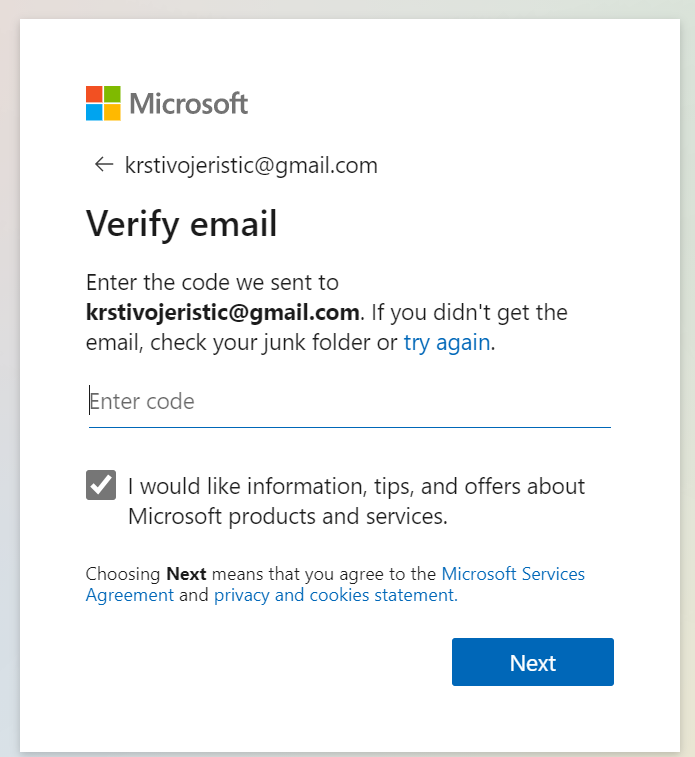 Microsoft
← krstivojeristic@gmail.com
Verify email
Enter the code we sent to
krstivojeristic@gmail.com. If you didn't get the
email, check your junk folder or try again.
Enter code
I would like information, tips, and offers about
Microsoft products and services.
Choosing Next means that you agree to the Microsoft Services
Agreement and privacy and cookies statement.
Next